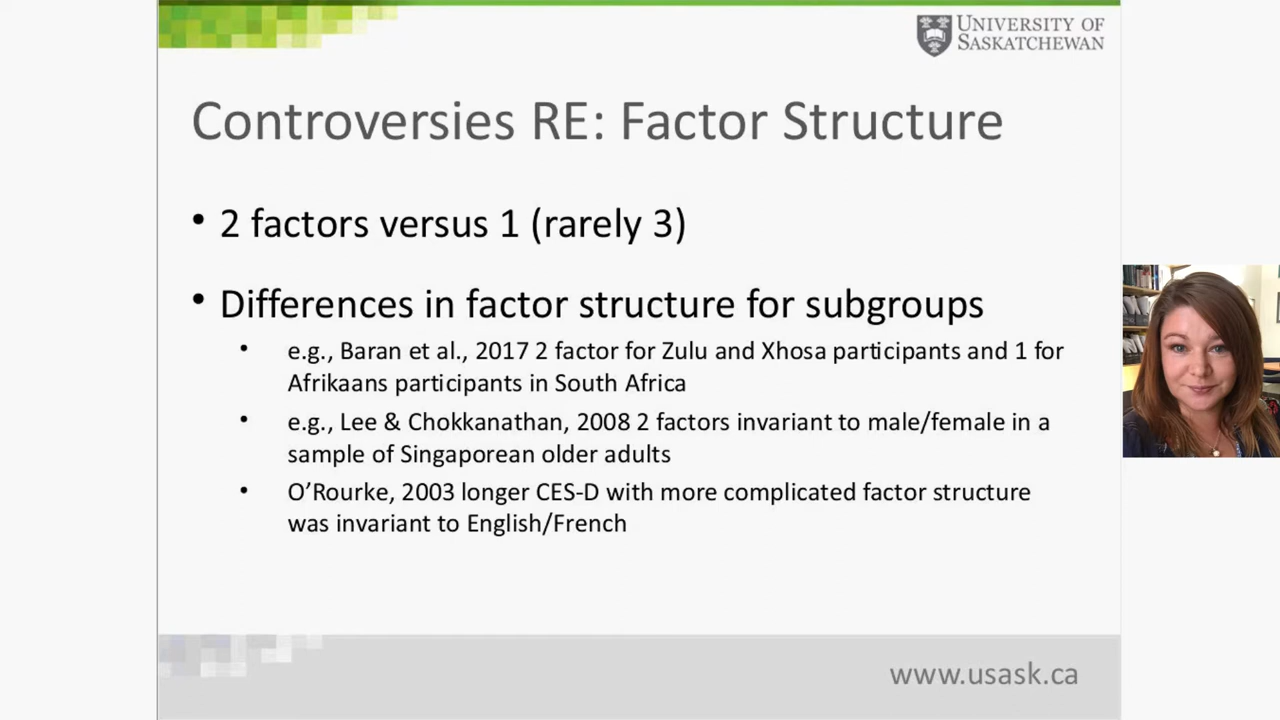 UNIVERSITY OF
SASKATCHEWAN
Controversies RE: Factor Structure
• 2 factors versus 1 (rarely 3)
• Differences in factor structure for subgroups
• e.g., Baran et al., 2017 2 factor for Zulu and Xhosa participants and 1 for
Afrikaans participants in South Africa
• e.g., Lee & Chokkanathan, 2008 2 factors invariant to male/female in a
sample of Singaporean older adults
• O’Rourke, 2003 longer CES-D with more complicated factor structure
was invariant to English/French
www.usask.ca